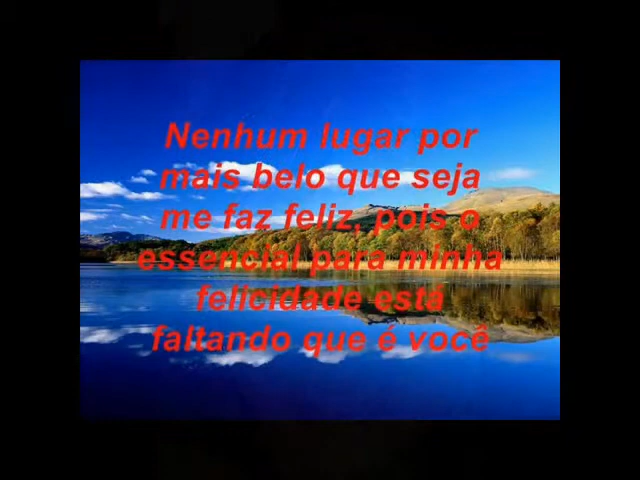 Nenhum lugar por
mais belo que seja
me faz feliz, pois o
essencial para minha
felicidade está
faltando que é você